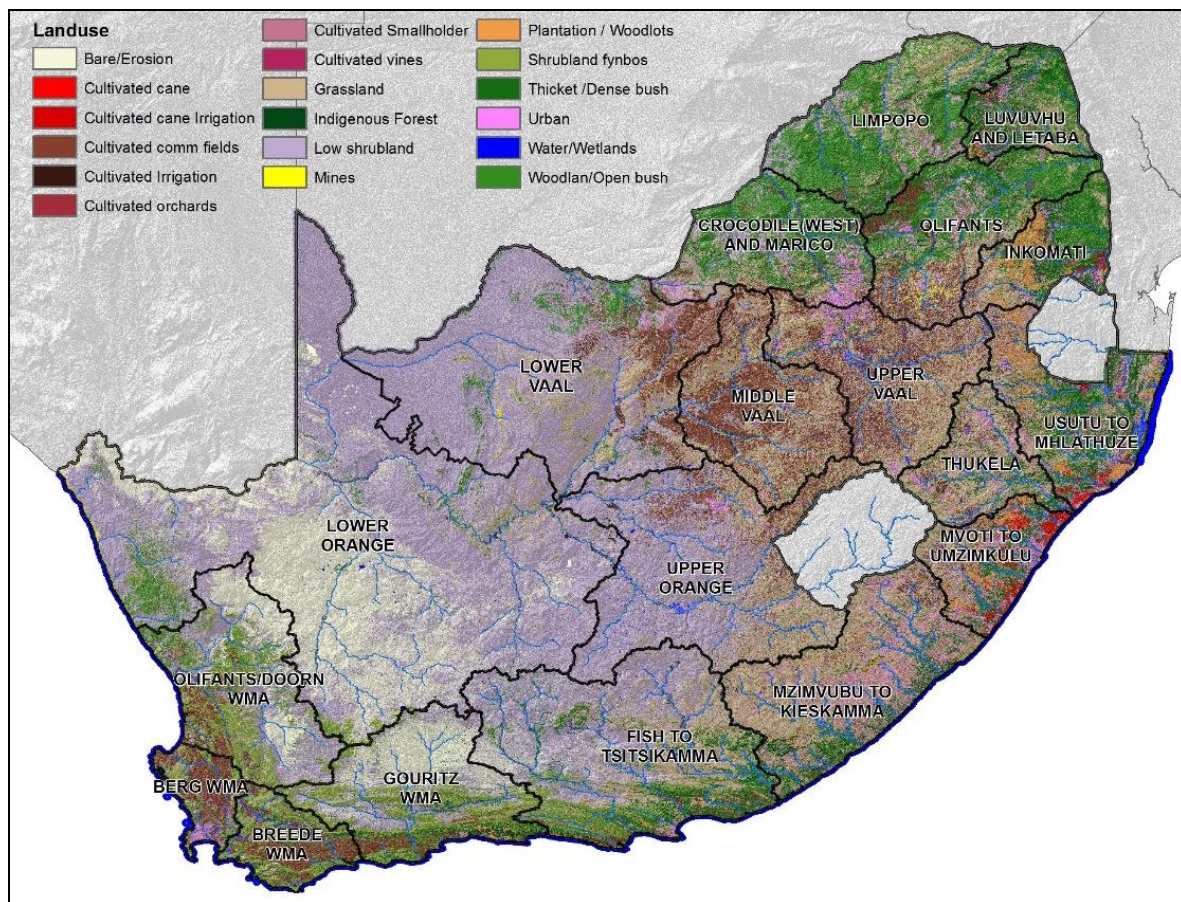 Landuse
Bare/Erosion
Cultivated cane
Cultivated cane Irrigation
Cultivated comm fields
Cultivated Irrigation
Cultivated orchards
Cultivated Smallholder
Cultivated vines
Grassland
Indigenous Forest
Low shrubland
Mines
Plantation / Woodlots
Shrubland fynbos
Thicket /Dense bush
Urban
Water/Wetlands
Woodlan/Open bush
LIMPOPO
LUVUVHU
AND LETABA
CROCODILE(WEST)
AND MARICO
OLIFANTS
INKOMATI
LOWER
VAAL
MIDDLE
VAAL
UPPER
VAAL
USUTU TO
MHLATHUZE
THUKELA
LOWER
ORANGE
UPPER
ORANGE
MVOTI TO
UMZIMKULU
OLIFANTS/DOORN
WMA
MZIMVUBU TO
KIESKAMMA
FISH TO
TSITSIKAMMA
GOURITZ
WMA
BERG WMA
BREEDE
WMA